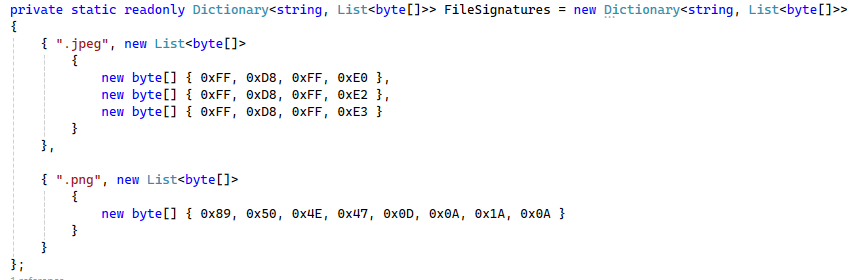 private static readonly Dictionary<string, List<byte[]>> FileSignatures = new Dictionary<string, List<byte[]>>
{
{ ".jpeg", new List<byte[]>
{
new byte[] { 0xFF, 0xD8, 0xFF, 0xE0 },
new byte[] { 0xFF, 0xD8, 0xFF, 0xE2 },
new byte[] { 0xFF, 0xD8, 0xFF, 0xE3 }
}
},
{ ".png", new List<byte[]>
{
new byte[] { 0x89, 0x50, 0x4E, 0x47, 0x0D, 0x0A, 0x1A, 0x0A }
}
}
};